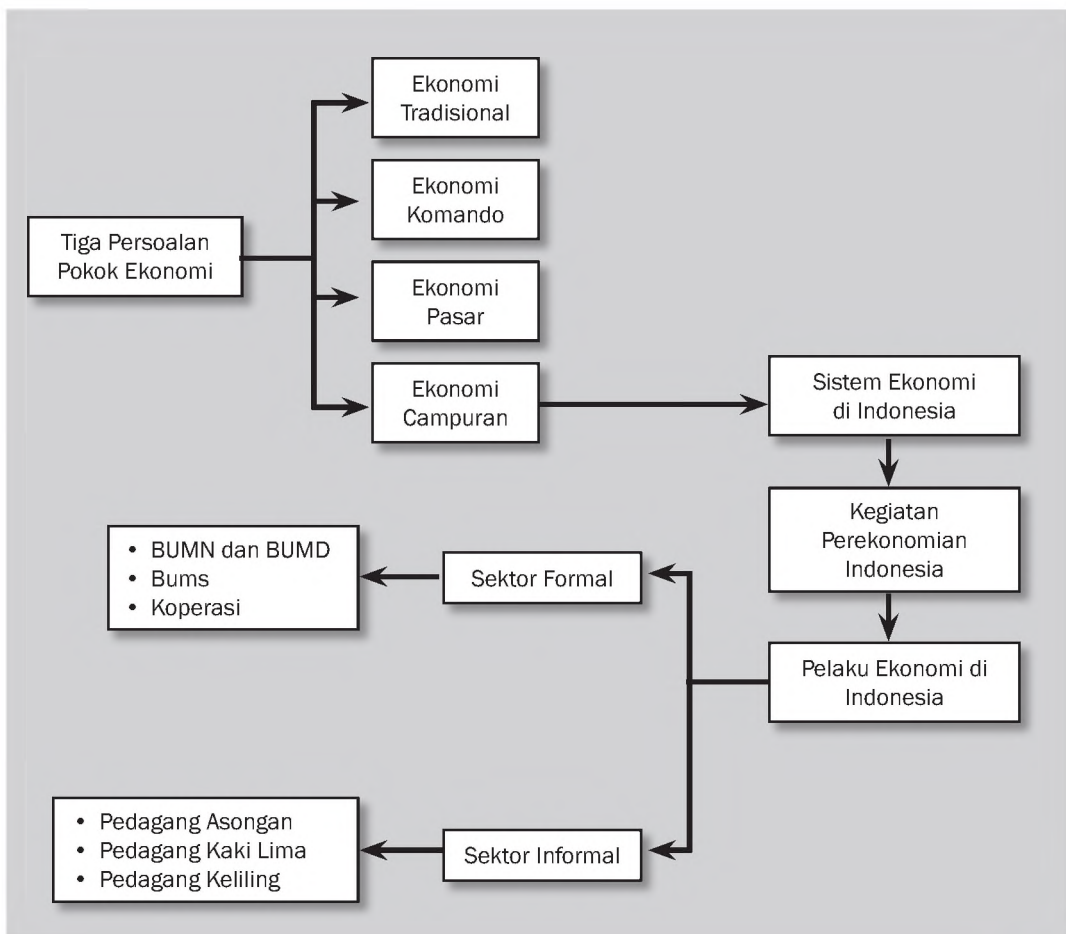 Ekonomi
Tradisional
Ekonomi
Komando
Tiga Persoalan
Pokok Ekonomi
Ekonomi
Pasar
Ekonomi
Campuran
Sistem Ekonomi
di Indonesia
Kegiatan
Perekonomian
Indonesia
• BUMN dan BUMD
• Bums
• Koperasi
Sektor Formal
Pelaku Ekonomi di
Indonesia
• Pedagang Asongan
• Pedagang Kaki Lima
• Pedagang Keliling
Sektor Informal